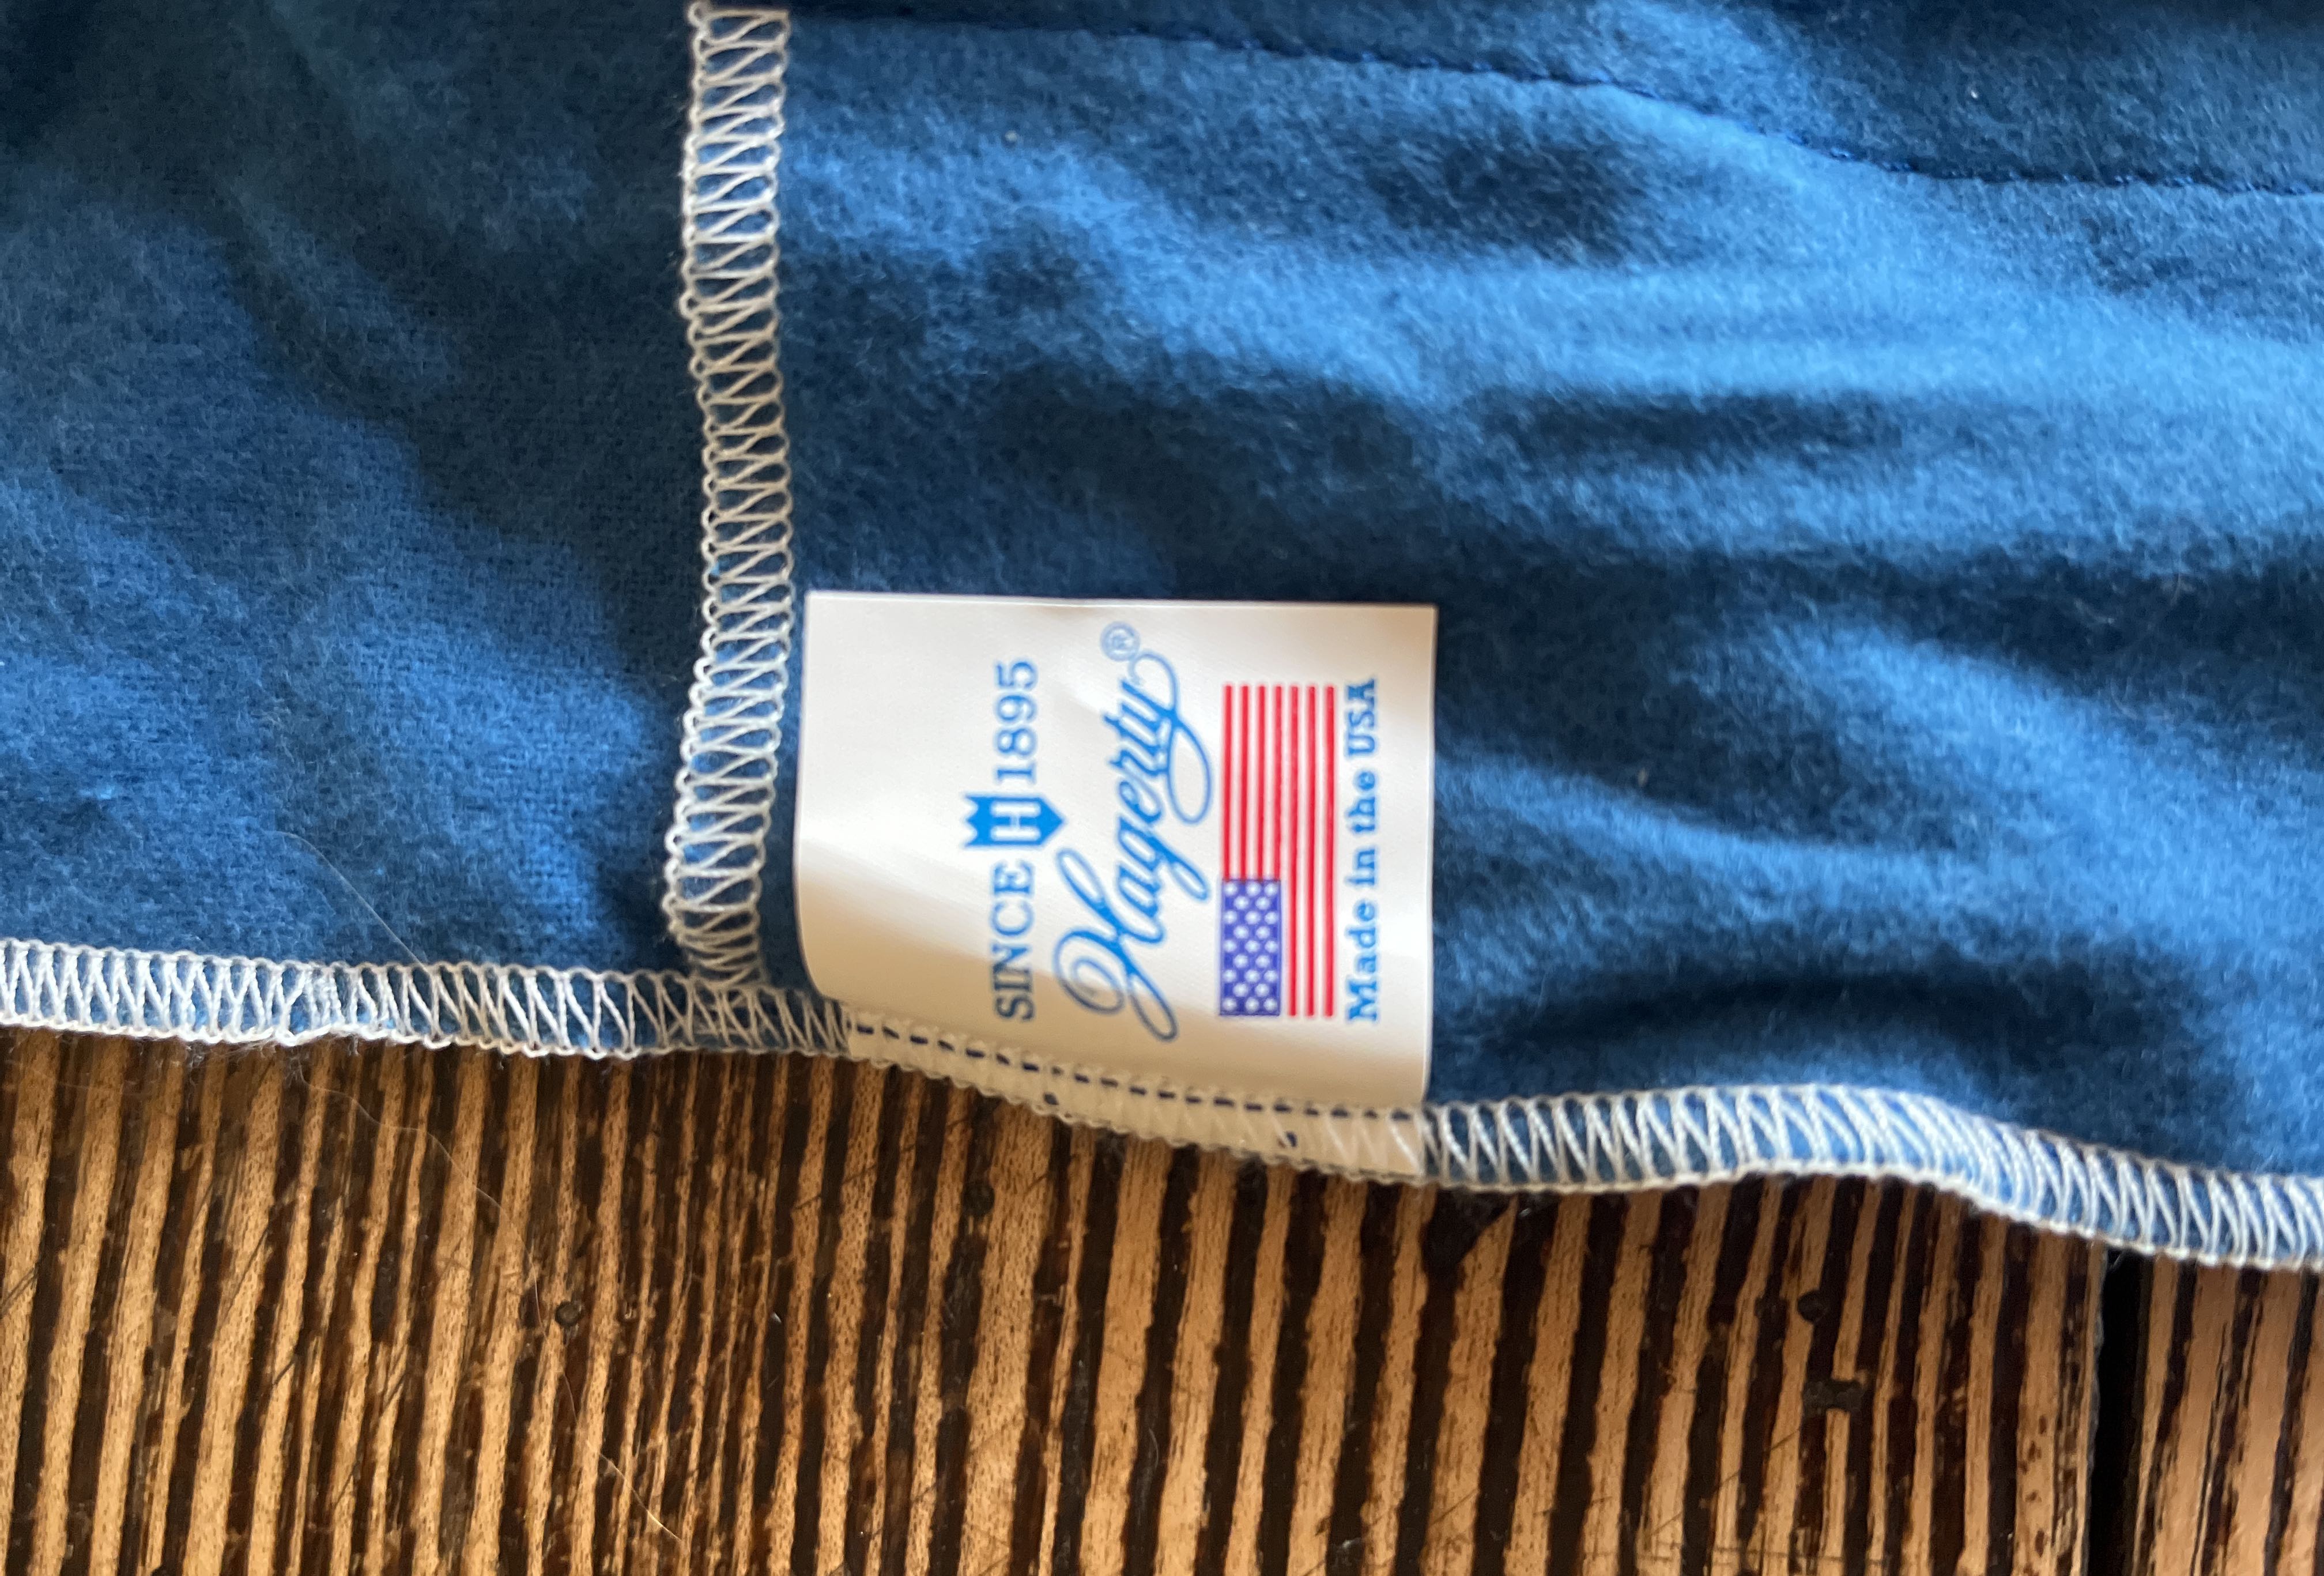 SINCE H 1895
Hagerty®
Made in the USA